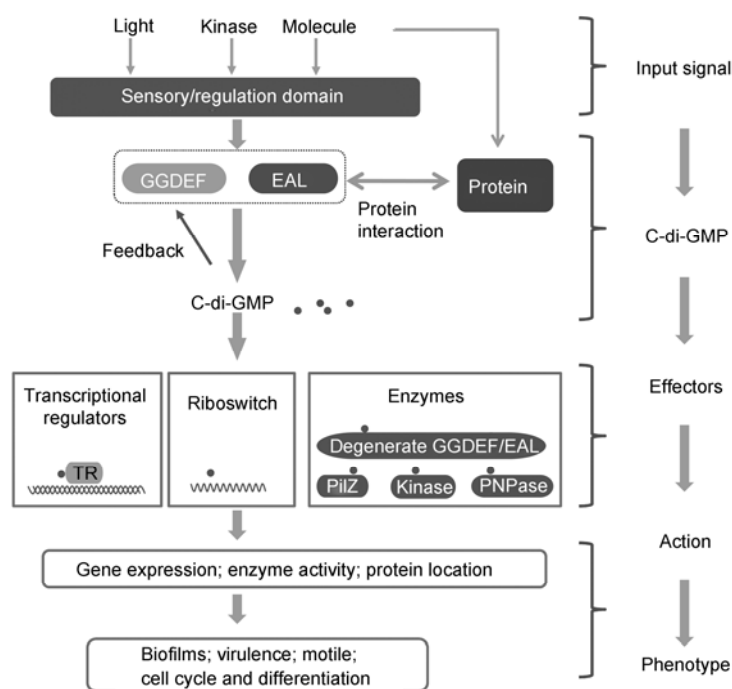 Light
Kinase
Molecule
Input signal
Sensory/regulation domain
GGDEF
EAL
Protein
Protein
interaction
Feedback
C-di-GMP
C-di-GMP
Transcriptional
regulators
TR
Riboswitch
Enzymes
Degenerate GGDEF/EAL
PilZ
Kinase
PNPase
Effectors
Gene expression; enzyme activity; protein location
Action
Biofilms; virulence; motile;
cell cycle and differentiation
Phenotype